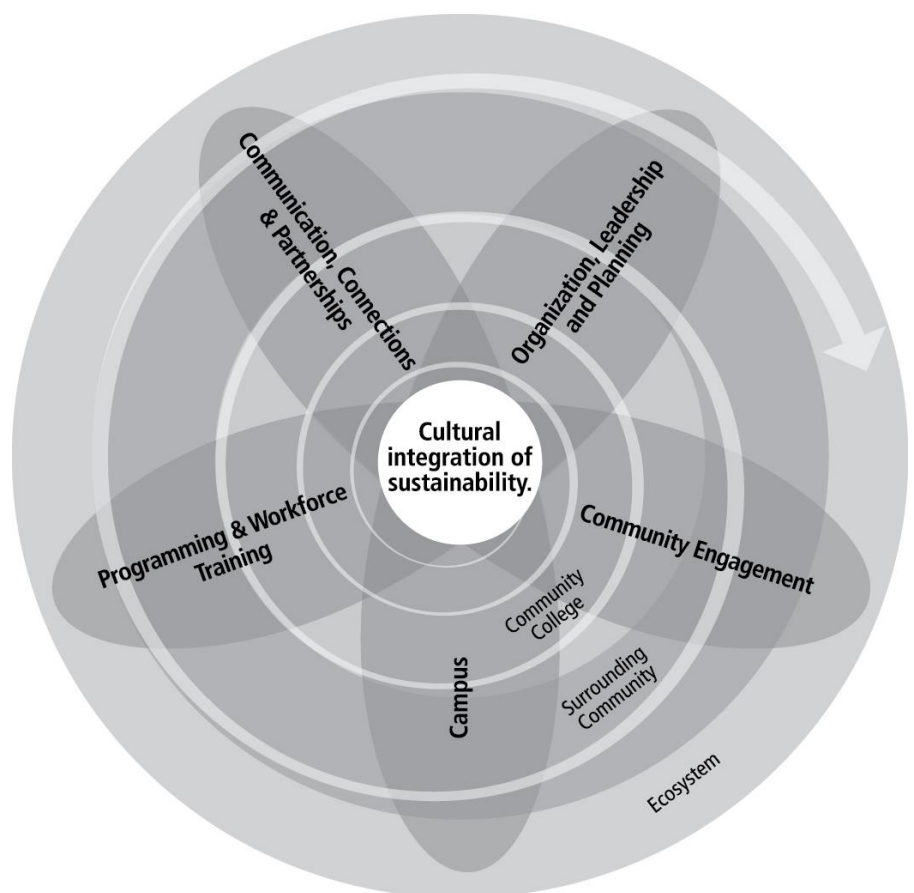 Communication, Connections
& Partnerships
Organization, Leadership
and Planning
Cultural
integration of
sustainability.
Programming & Workforce
Training
Community Engagement
Community
College
Campus
Surrounding
Community
Ecosystem